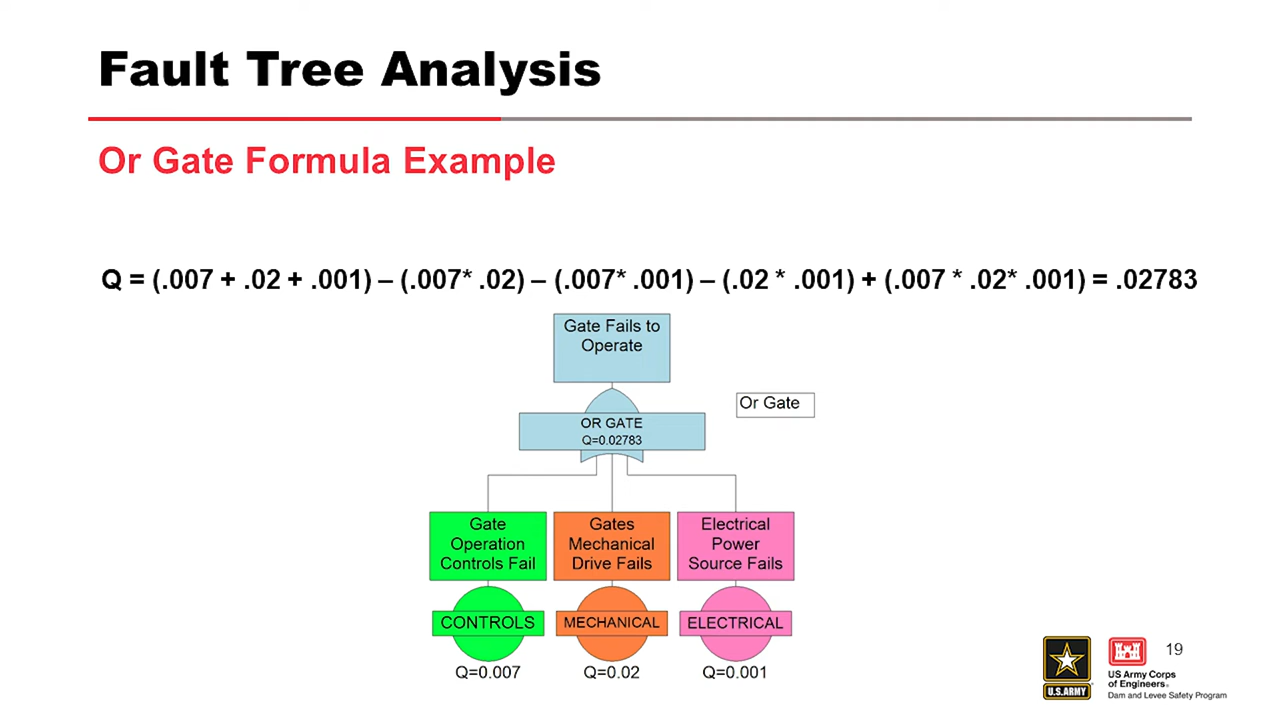 Fault Tree Analysis
Or Gate Formula Example
Q = (.007 + .02 + .001) – (.007* .02) – (.007* .001) – (.02 * .001) + (.007 * .02* .001) = .02783
Gate Fails to
Operate
Or Gate
OR GATE
Q=0.02783
Gate
Operation
Controls Fail
Gates
Mechanical
Drive Fails
Electrical
Power
Source Fails
CONTROLS
MECHANICAL
ELECTRICAL
Q=0.007
Q=0.02
Q=0.001
U.S.ARMY
US Army Corps
of Engineers®
Dam and Levee Safety Program
19